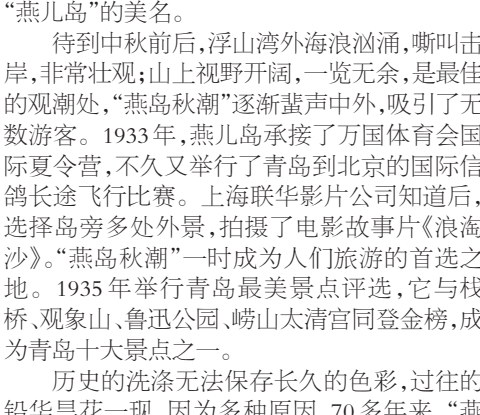 “燕儿岛”的美名。
待到中秋前后，浮山湾外海浪汹涌，嘶叫击
岸，非常壮观；山上视野开阔，一览无余，是最佳
的观潮处，“燕岛秋潮”逐渐蜚声中外，吸引了无
数游客。1933年，燕儿岛承接了万国体育会国
际夏令营，不久又举行了青岛到北京的国际信
鸽长途飞行比赛。上海联华影片公司知道后，
选择岛旁多处外景，拍摄了电影故事片《浪淘
沙》。“燕岛秋潮”一时成为人们旅游的首选之
地。1935年举行青岛最美景点评选，它与栈
桥、观象山、鲁迅公园、崂山太清宫同登金榜，成
为青岛十大景点之一。
历史的洗涤无法保存长久的色彩，过往的
铅华昙花一现，因为多种原因，70多年来，“燕